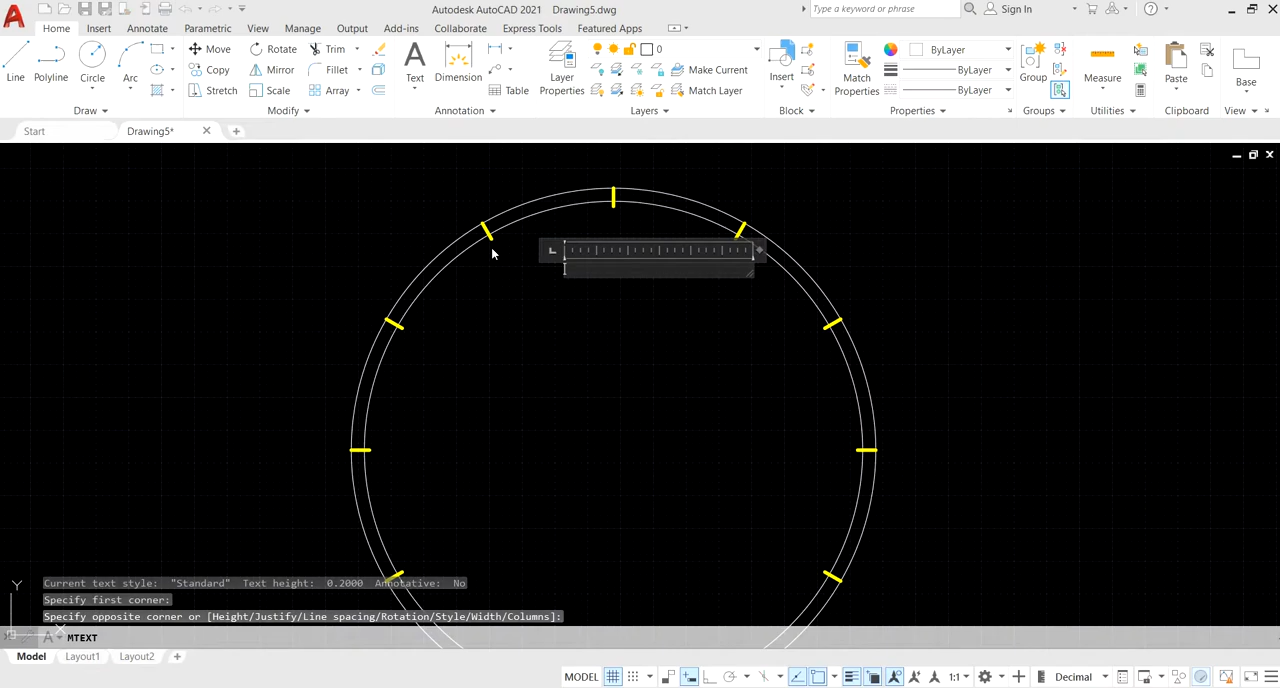 Autodesk AutoCAD 2021 Drawing5.dwg
Type a keyword or phrase
Sign In
Home Insert Annotate Parametric View Manage Output Add-ins Collaborate Express Tools Featured Apps
Line Polyline Circle Arc
Move Rotate Trim
Copy Mirror Fillet
Stretch Scale Array
Text Dimension
Table
Layer Properties
0
Make Current
Match Layer
Insert
Match Properties
ByLayer
ByLayer
ByLayer
Group
Measure
Paste
Base
Draw Modify Annotation Layers Block Properties Groups Utilities Clipboard View
Start Drawing5*
Current text style: "Standard" Text height: 0.2000 Annotative: No
Specify first corner:
Specify opposite corner or [Height/Justify/Line spacing/Rotation/Style/Width/Columns]:
MTEXT
Y
X
Model Layout1 Layout2
MODEL 1:1 Decimal